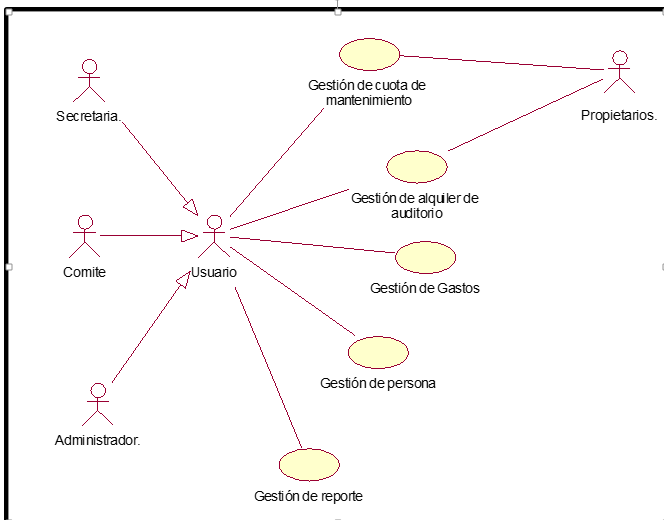 Gestión de cuota de
mantenimiento
Secretaria.
Propietarios.
Gestión de alquiler de
auditorio
Comite
Usuario
Gestión de Gastos
Gestión de persona
Administrador.
Gestión de reporte